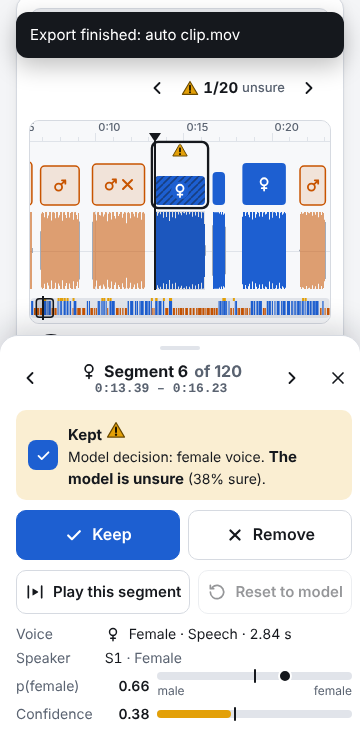 Export finished: auto clip.mov
1/20 unsure
0:10 0:15 0:20
Segment 6 of 120
0:13.39 – 0:16.23
Kept
Model decision: female voice. The
model is unsure (38% sure).
Keep Remove
Play this segment Reset to model
Voice Female · Speech · 2.84 s
Speaker S1 · Female
p(female) 0.66
male female
Confidence 0.38